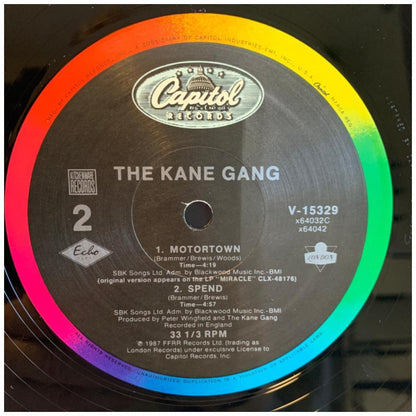 Capitol
RECORDS
THE KANE GANG
KITCHENWARE
RECORDS
2
Echo
V-15329
x64032C
x64042
LONDON
1. MOTORTOWN
(Brammer/Brewis/Woods)
Time—4:19
SBK Songs Ltd. Adm. by Blackwood Music Inc.-BMI
(original version appears on the LP "MIRACLE" CLX-48176)
2. SPEND
(Brammer/Brewis)
Time—4:57
SBK Songs Ltd. Adm. by Blackwood Music Inc.-BMI
Produced by Peter Wingfield and The Kane Gang
Recorded in England
33 1/3 RPM
℗ 1987 FFRR Records Ltd. (trading as
London Records) under exculsive License to
Capitol Records, Inc.